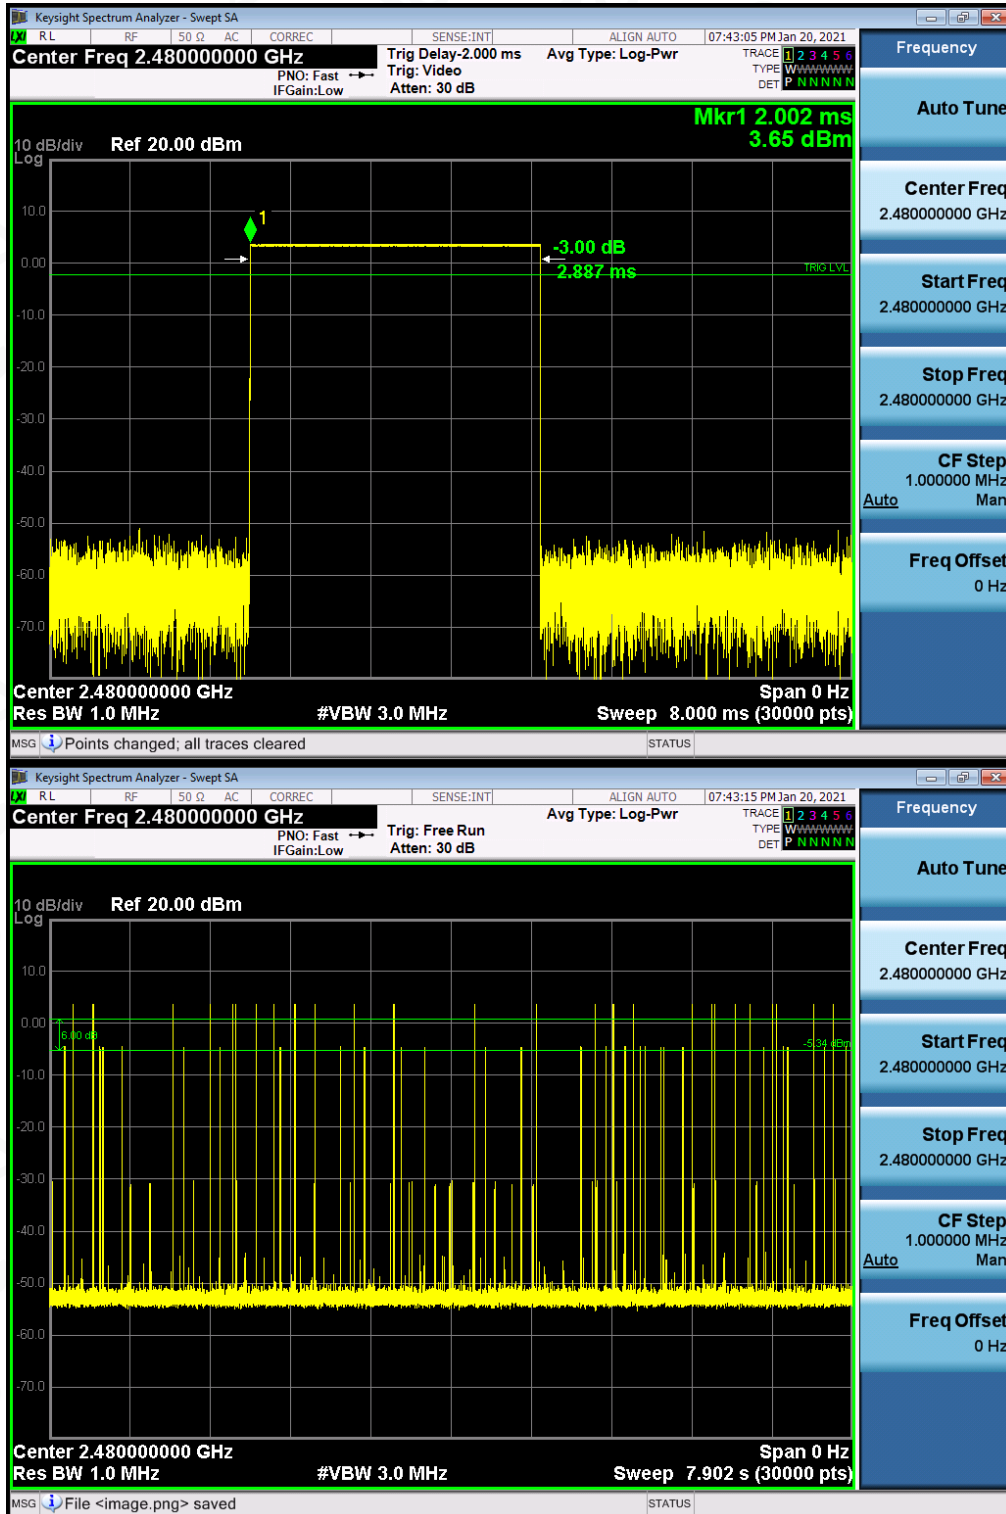 Keysight Spectrum Analyzer - Swept SA
LXI RL RF 50 Ω AC CORREC SENSE:INT ALIGN AUTO 07:43:05 PM Jan 20, 2021
Center Freq 2.480000000 GHz
PNO: Fast
IFGain:Low
Trig Delay-2.000 ms
Trig: Video
Atten: 30 dB
Avg Type: Log-Pwr
TRACE 1 2 3 4 5 6
TYPE WWWWWW
DET P N N N N N
Mkr1 2.002 ms
3.65 dBm
10 dB/div Ref 20.00 dBm
Log
1
10.0
-3.00 dB
0.00
2.887 ms
TRIG LVL
-10.0
-20.0
-30.0
-40.0
-50.0
-60.0
-70.0
Center 2.480000000 GHz Span 0 Hz
Res BW 1.0 MHz #VBW 3.0 MHz Sweep 8.000 ms (30000 pts)
MSG Points changed; all traces cleared STATUS
Frequency
Auto Tune
Center Freq
2.480000000 GHz
Start Freq
2.480000000 GHz
Stop Freq
2.480000000 GHz
CF Step
1.000000 MHz
Auto Man
Freq Offset
0 Hz
Keysight Spectrum Analyzer - Swept SA
LXI RL RF 50 Ω AC CORREC SENSE:INT ALIGN AUTO 07:43:15 PM Jan 20, 2021
Center Freq 2.480000000 GHz
PNO: Fast
IFGain:Low
Trig: Free Run
Atten: 30 dB
Avg Type: Log-Pwr
TRACE 1 2 3 4 5 6
TYPE WWWWWW
DET P N N N N N
10 dB/div Ref 20.00 dBm
Log
10.0
0.00
6.00 dB
-5.34 dBm
-10.0
-20.0
-30.0
-40.0
-50.0
-60.0
-70.0
Center 2.480000000 GHz Span 0 Hz
Res BW 1.0 MHz #VBW 3.0 MHz Sweep 7.902 s (30000 pts)
MSG File <image.png> saved STATUS
Frequency
Auto Tune
Center Freq
2.480000000 GHz
Start Freq
2.480000000 GHz
Stop Freq
2.480000000 GHz
CF Step
1.000000 MHz
Auto Man
Freq Offset
0 Hz